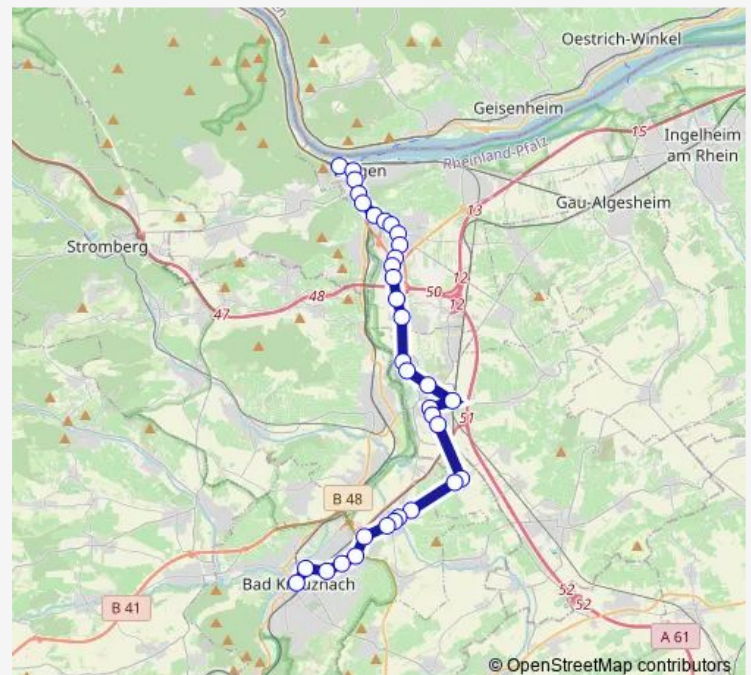 Oestrich-Winkel
Geisenheim
15
Ingelheim
am Rhein
Rheinland-Pfalz
Gau-Algesheim
13
Stromberg
12
48
50
12
47
51
B 48
Bad
B 41
52
52
A 61
© OpenStreetMap contributors